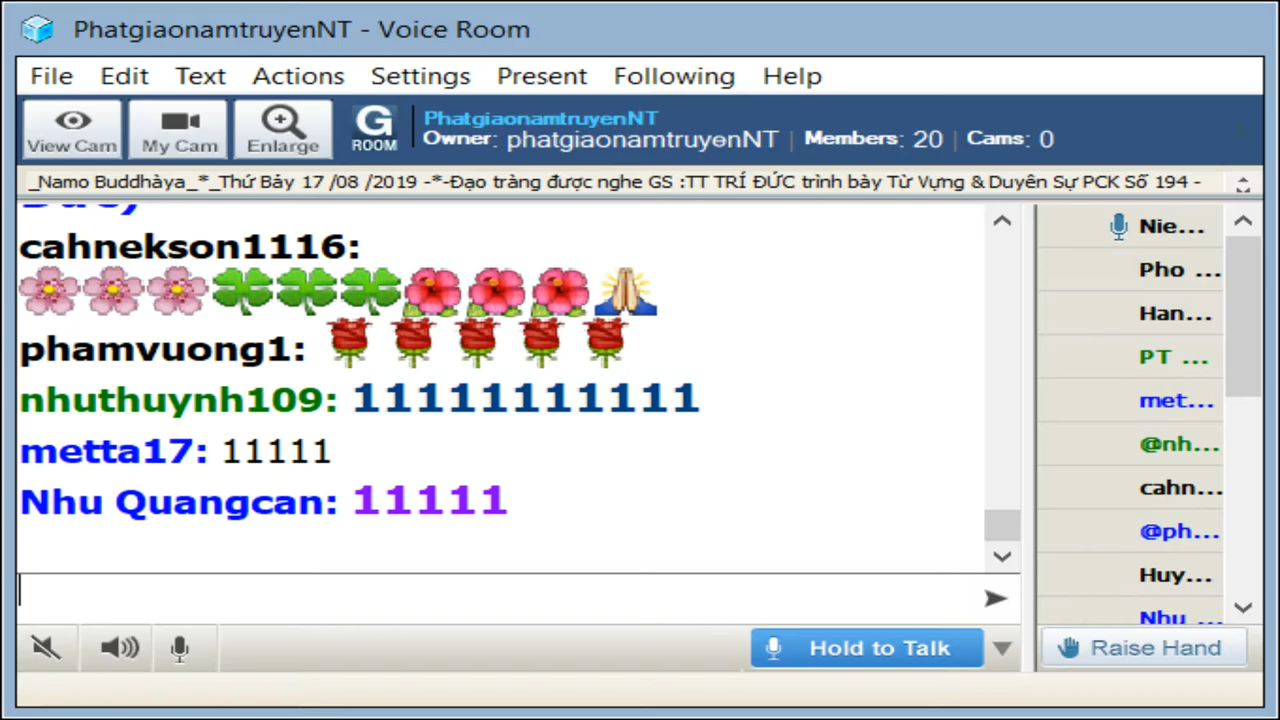 PhatgiaonamtruyenNT - Voice Room
File Edit Text Actions Settings Present Following Help
View Cam My Cam Enlarge G ROOM
PhatgiaonamtruyenNT
Owner: phatgiaonamtruyenNT | Members: 20 | Cams: 0
_Namo Buddhàya_*_Thứ Bảy 17 /08 /2019 -*-Đạo tràng được nghe GS :TT TRÍ ĐỨC trình bày Từ Vựng & Duyên Sự PCK Số 194 -
cahnekson1116:
phamvuong1:
nhuthuynh109: 11111111111
metta17: 11111
Nhu Quangcan: 11111
Nie...
Pho ...
Han...
PT ...
met...
@nh...
cahn...
@ph...
Huy...
Nhu ...
Hold to Talk
Raise Hand